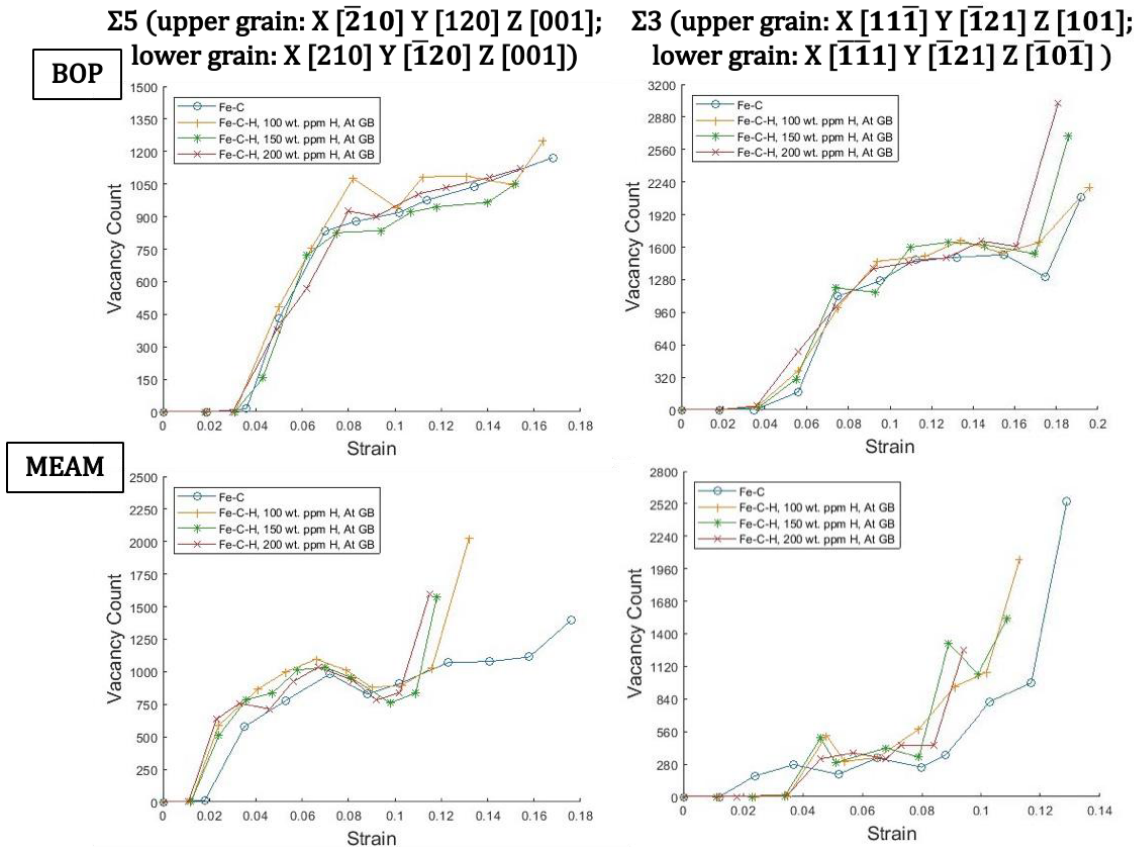 Σ5 (upper grain: X [2̅10] Y [120] Z [001];
lower grain: X [210] Y [1̅20] Z [001])
Σ3 (upper grain: X [111̅] Y [1̅21] Z [101];
lower grain: X [1̅1̅1̅] Y [1̅21] Z [1̅01̅] )
BOP
1500
1350
1200
1050
900
750
600
450
300
150
0
Vacancy Count
Fe-C
Fe-C-H, 100 wt. ppm H, At GB
Fe-C-H, 150 wt. ppm H, At GB
Fe-C-H, 200 wt. ppm H, At GB
0 0.02 0.04 0.06 0.08 0.1 0.12 0.14 0.16 0.18
Strain
3200
2880
2560
2240
1920
1600
1280
960
640
320
0
Vacancy Count
Fe-C
Fe-C-H, 100 wt. ppm H, At GB
Fe-C-H, 150 wt. ppm H, At GB
Fe-C-H, 200 wt. ppm H, At GB
0 0.02 0.04 0.06 0.08 0.1 0.12 0.14 0.16 0.18 0.2
Strain
MEAM
2500
2250
2000
1750
1500
1250
1000
750
500
250
0
Vacancy Count
Fe-C
Fe-C-H, 100 wt. ppm H, At GB
Fe-C-H, 150 wt. ppm H, At GB
Fe-C-H, 200 wt. ppm H, At GB
0 0.02 0.04 0.06 0.08 0.1 0.12 0.14 0.16 0.18
Strain
2800
2520
2240
1960
1680
1400
1120
840
560
280
0
Vacancy Count
Fe-C
Fe-C-H, 100 wt. ppm H, At GB
Fe-C-H, 150 wt. ppm H, At GB
Fe-C-H, 200 wt. ppm H, At GB
0 0.02 0.04 0.06 0.08 0.1 0.12 0.14
Strain